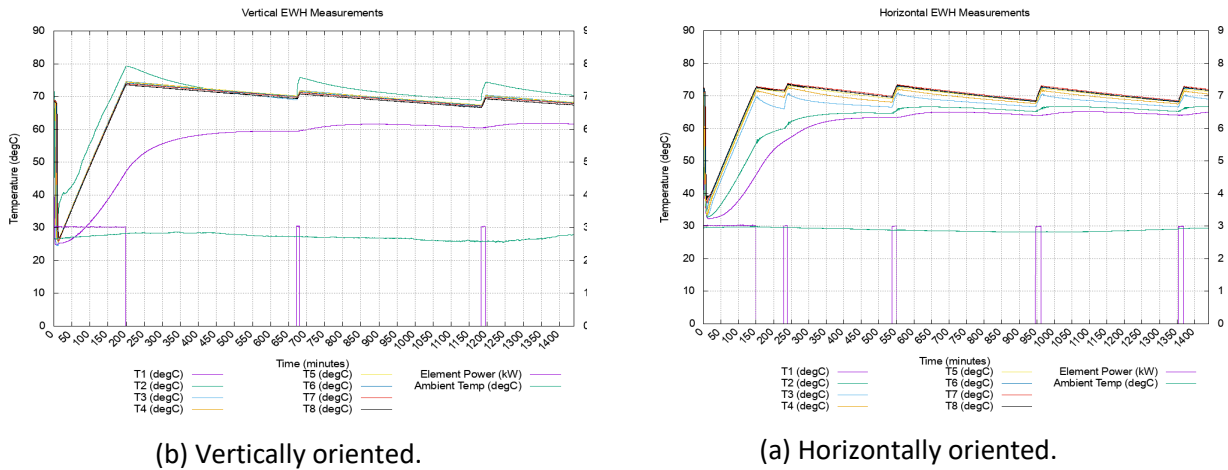 Vertical EWH Measurements
90
80
70
60
50
40
30
20
10
0
Temperature (degC)
9
8
7
6
5
4
3
2
1
0
0 50 100 150 200 250 300 350 400 450 500 550 600 650 700 750 800 850 900 950 1000 1050 1100 1150 1200 1250 1300 1350 1400
Time (minutes)
T1 (degC) T5 (degC) Element Power (kW)
T2 (degC) T6 (degC) Ambient Temp (degC)
T3 (degC) T7 (degC)
T4 (degC) T8 (degC)
(b) Vertically oriented.
Horizontal EWH Measurements
90
80
70
60
50
40
30
20
10
0
Temperature (degC)
9
8
7
6
5
4
3
2
1
0
0 50 100 150 200 250 300 350 400 450 500 550 600 650 700 750 800 850 900 950 1000 1050 1100 1150 1200 1250 1300 1350 1400
Time (minutes)
T1 (degC) T5 (degC) Element Power (kW)
T2 (degC) T6 (degC) Ambient Temp (degC)
T3 (degC) T7 (degC)
T4 (degC) T8 (degC)
(a) Horizontally oriented.